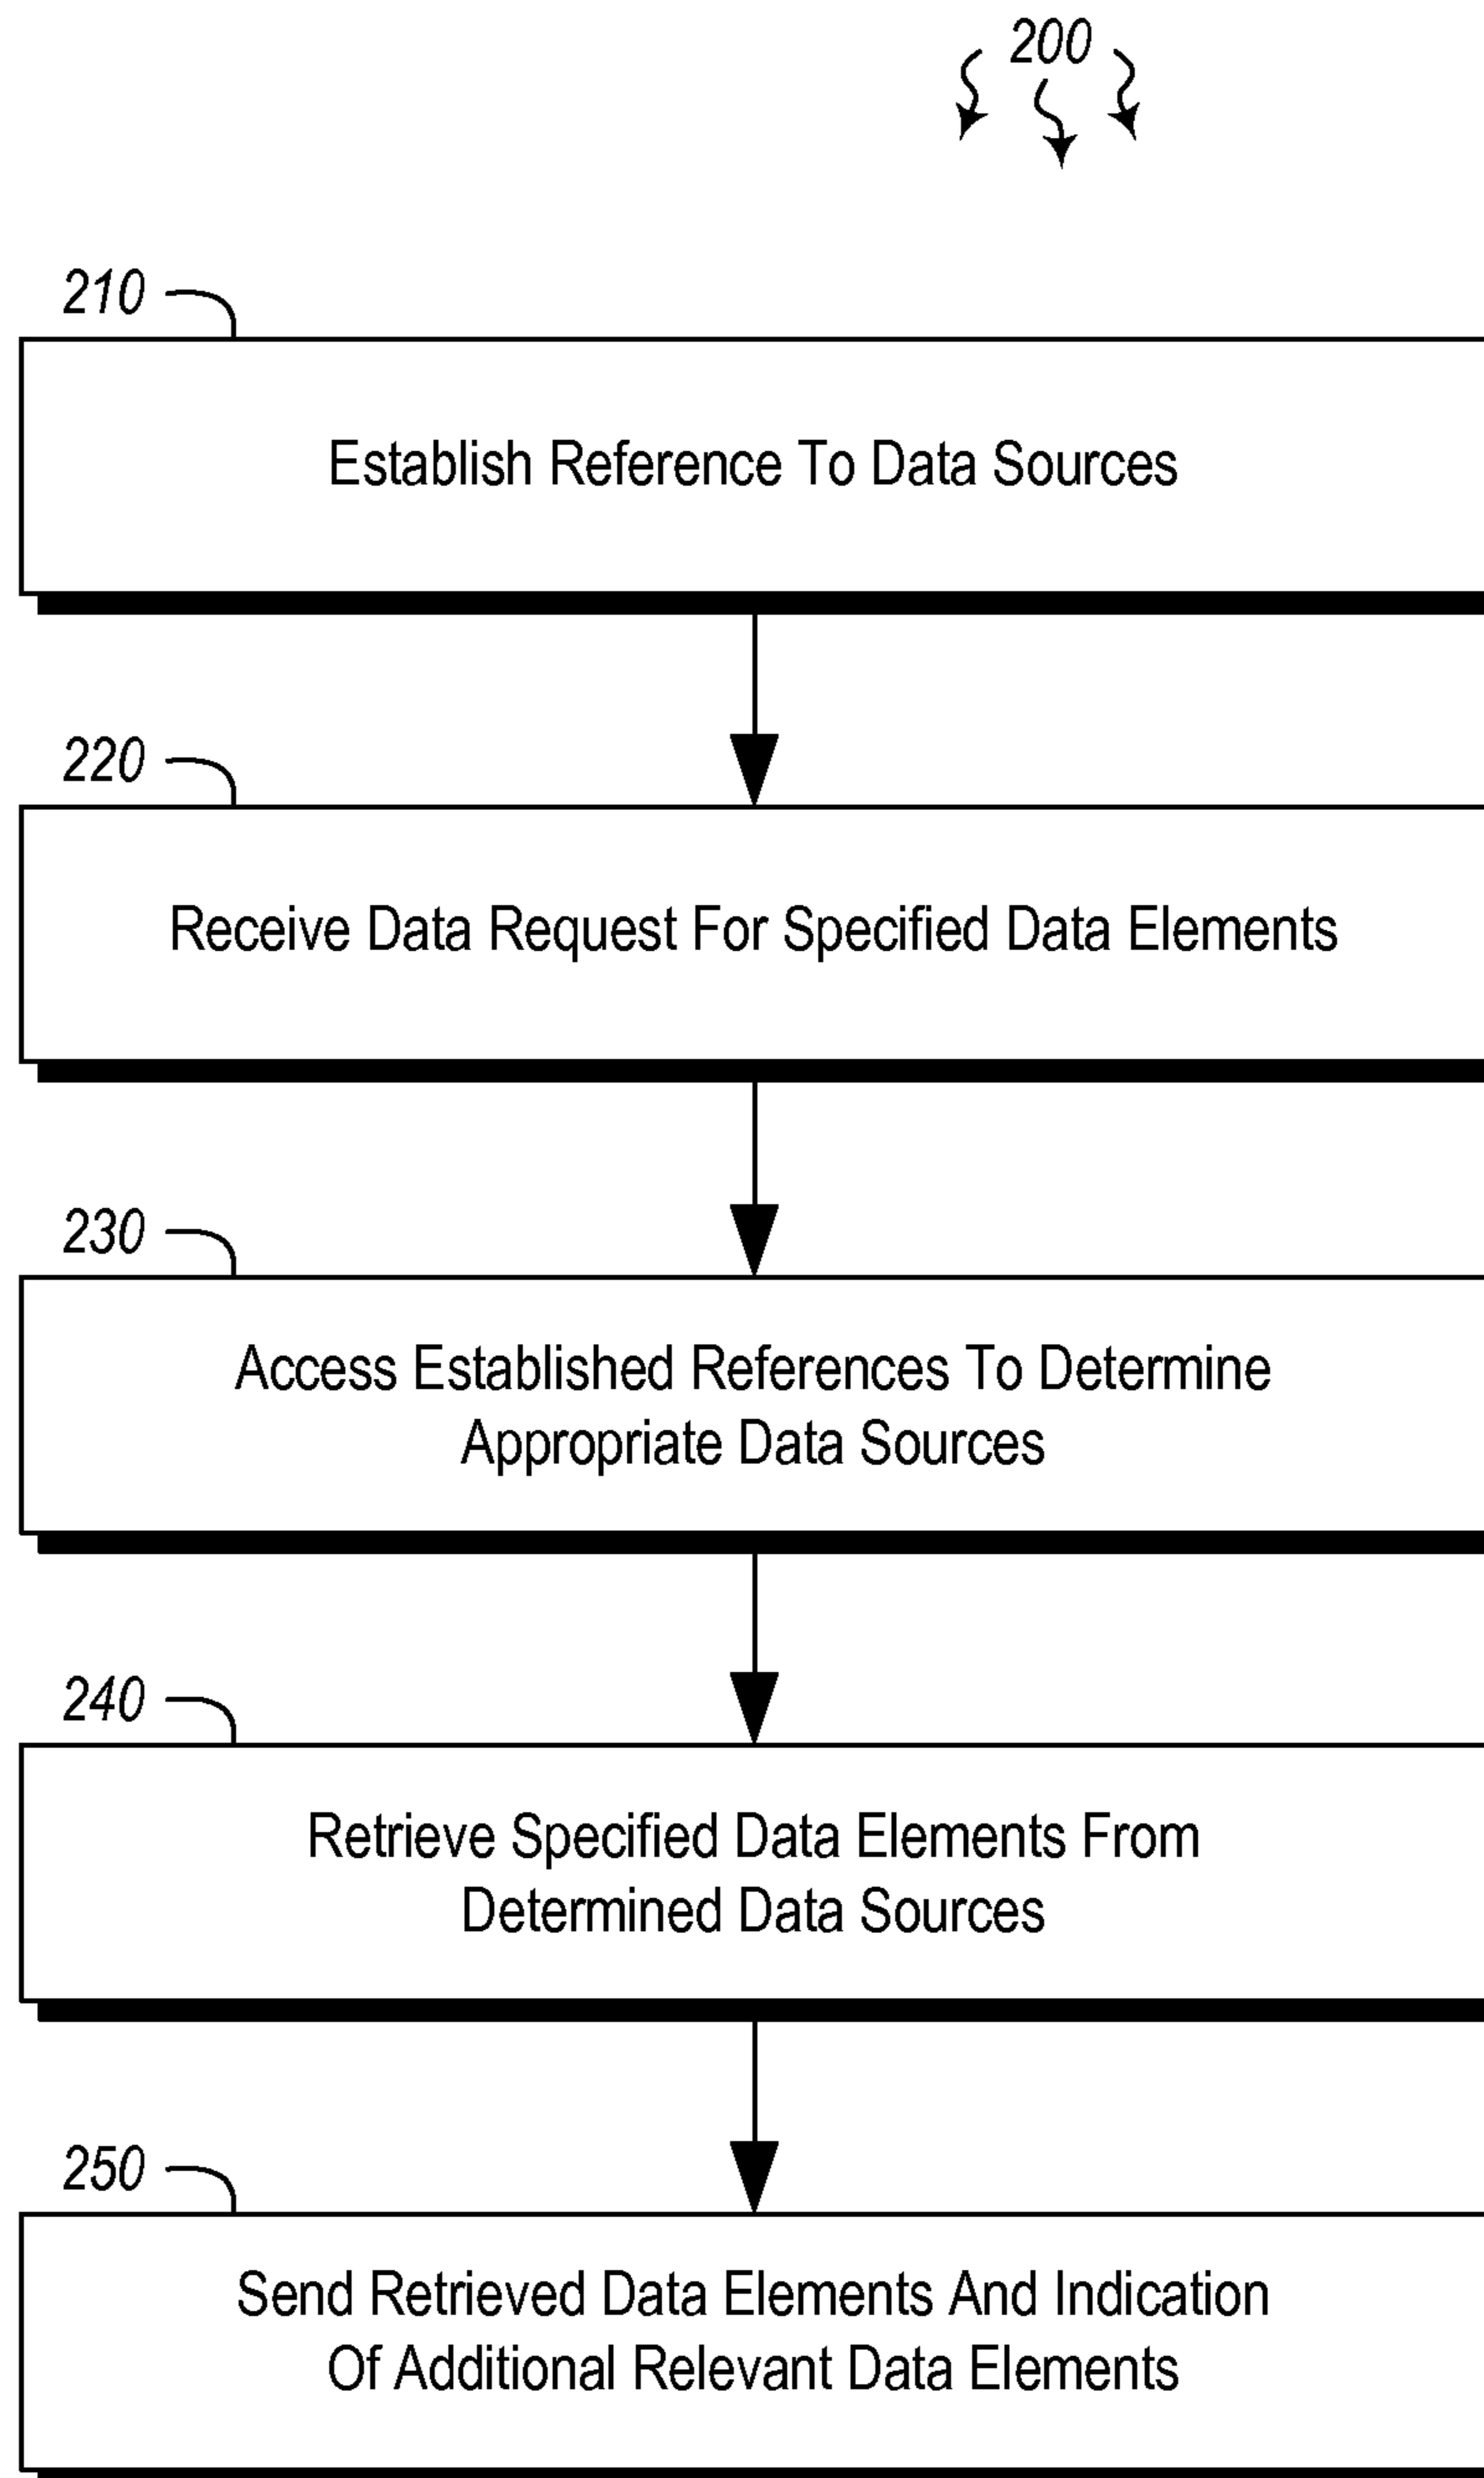 200
210
Establish Reference To Data Sources
220
Receive Data Request For Specified Data Elements
230
Access Established References To Determine
Appropriate Data Sources
240
Retrieve Specified Data Elements From
Determined Data Sources
250
Send Retrieved Data Elements And Indication
Of Additional Relevant Data Elements